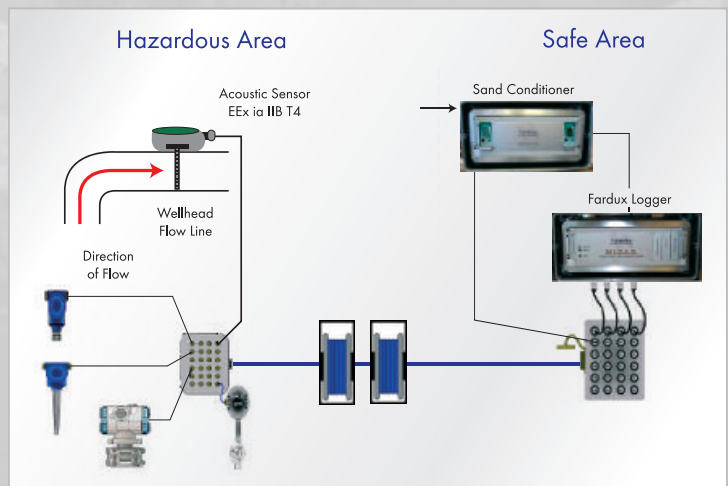 Hazardous Area
Safe Area
Acoustic Sensor
EEx ia IIB T4
Sand Conditioner
Wellhead
Flow Line
Fardux Logger
Direction
of Flow